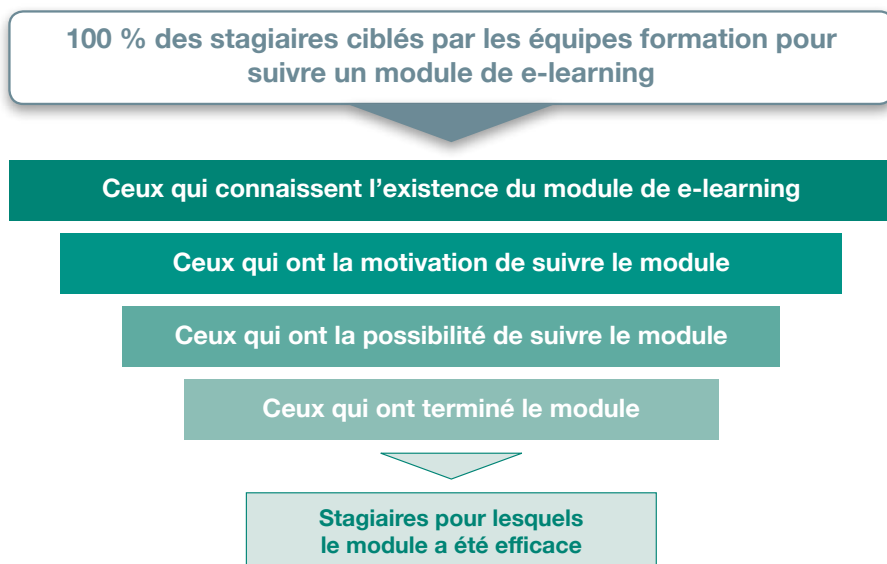 100 % des stagiaires ciblés par les équipes formation pour
suivre un module de e-learning
Ceux qui connaissent l’existence du module de e-learning
Ceux qui ont la motivation de suivre le module
Ceux qui ont la possibilité de suivre le module
Ceux qui ont terminé le module
Stagiaires pour lesquels
le module a été efficace